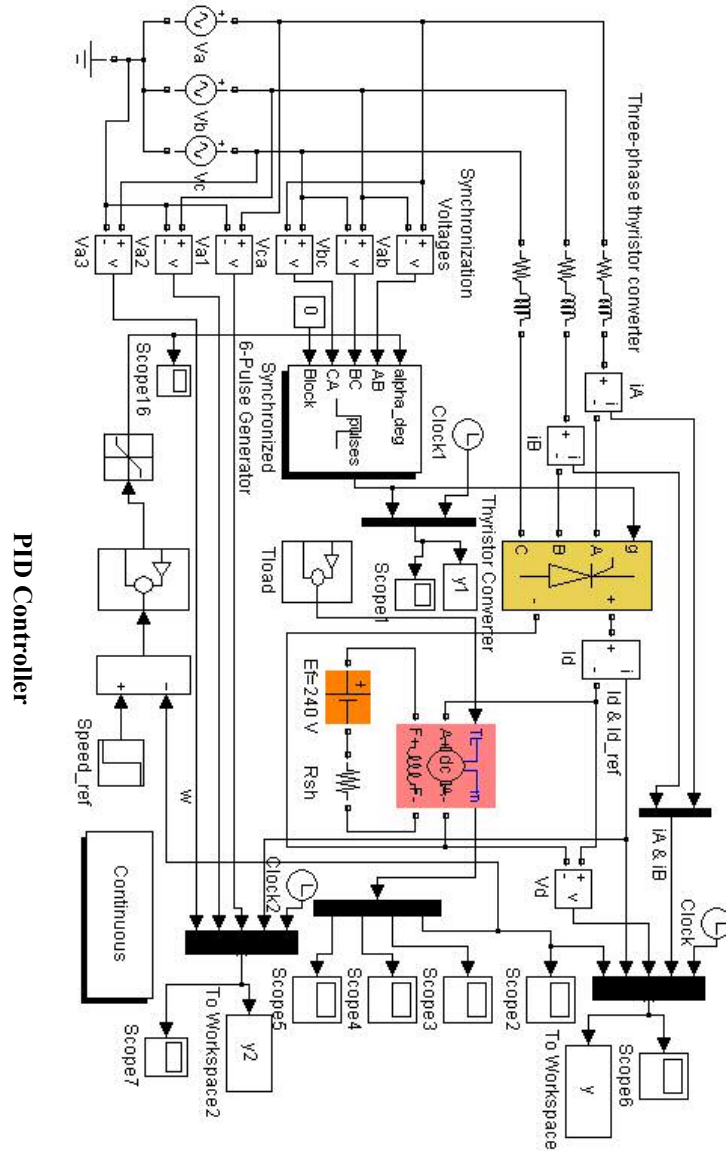 Three-phase thyristor converter
Va
Vb
Vc
+
+
+
iA
iB
+ i -
+ i -
g
A
B
C
+
-
Thyristor Converter
Id
+ i -
Id & Id_ref
iA & iB
Clock
Scope6
y
To Workspace
Synchronization
Voltages
Vab
Vbc
Vca
Va1
Va2
Va3
+ v -
+ v -
+ v -
+ v -
+ v -
+ v -
0
alpha_deg
AB
BC
CA
Block
pulses
Synchronized
6-Pulse Generator
Clock1
y1
Scope1
Tload
TL
m
A+
dc
A-
F+
F-
+
Ef=240 V
Rsh
Vd
+ v -
Scope2
Scope3
Scope4
Scope5
Clock2
y2
To Workspace2
Scope7
Scope16
-
+
Speed_ref
w
Continuous
PID Controller